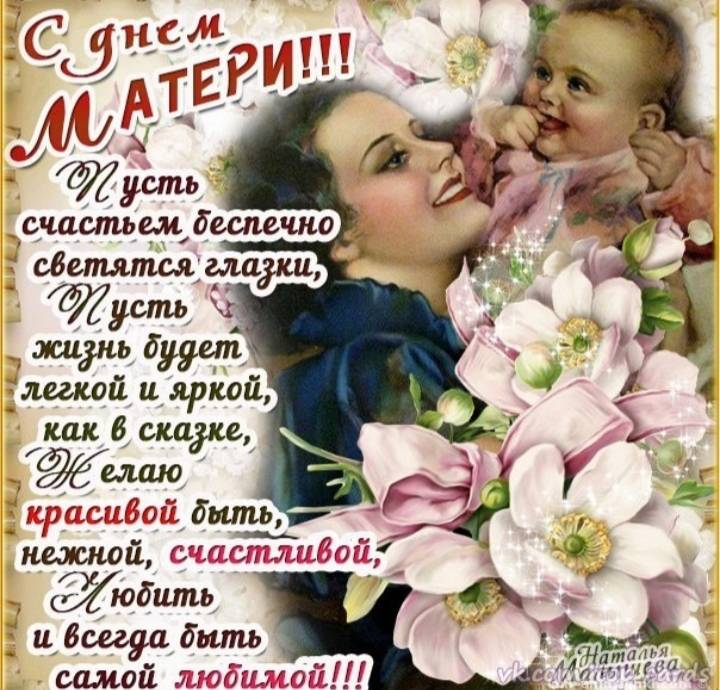 С днем
МАТЕРИ!!!
Пусть
счастьем беспечно
светятся глазки,
Пусть
жизнь будет
легкой и яркой,
как в сказке,
Желаю
красивой быть,
нежной, счастливой,
Любить
и всегда быть
самой любимой!!!
Наталья
Малышева